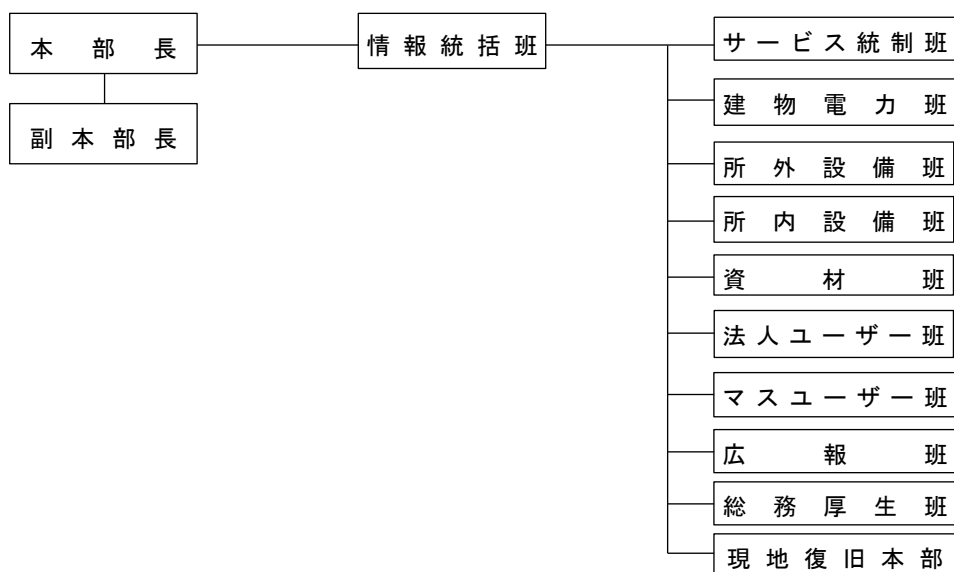 本部長
情報統括班
サービス統制班
副本部長
建物電力班
所外設備班
所内設備班
資材班
法人ユーザー班
マスユーザー班
広報班
総務厚生班
現地復旧本部